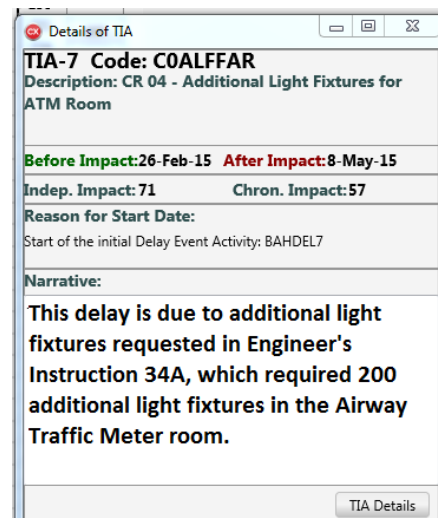 Details of TIA
TIA-7 Code: C0ALFFAR
Description: CR 04 - Additional Light Fixtures for
ATM Room
Before Impact:26-Feb-15 After Impact:8-May-15
Indep. Impact:71 Chron. Impact:57
Reason for Start Date:
Start of the initial Delay Event Activity: BAHDEL7
Narrative:
This delay is due to additional light
fixtures requested in Engineer's
Instruction 34A, which required 200
additional light fixtures in the Airway
Traffic Meter room.
TIA Details